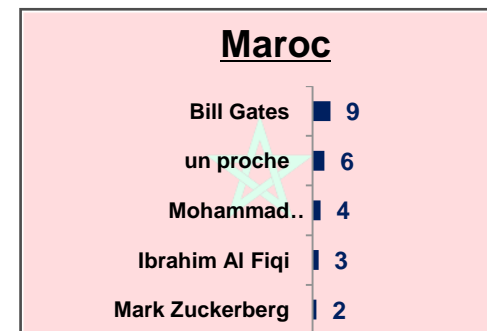 Maroc
Bill Gates 9
un proche 6
Mohammad.. 4
Ibrahim Al Fiqi 3
Mark Zuckerberg 2